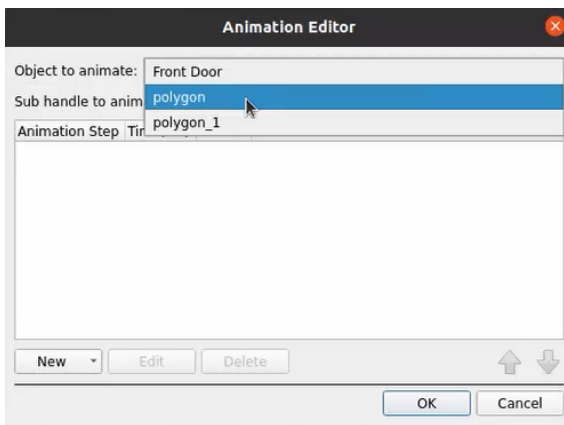 Animation Editor
Object to animate: Front Door
polygon
Sub handle to anim
polygon_1
Animation Step
New Edit Delete
OK Cancel